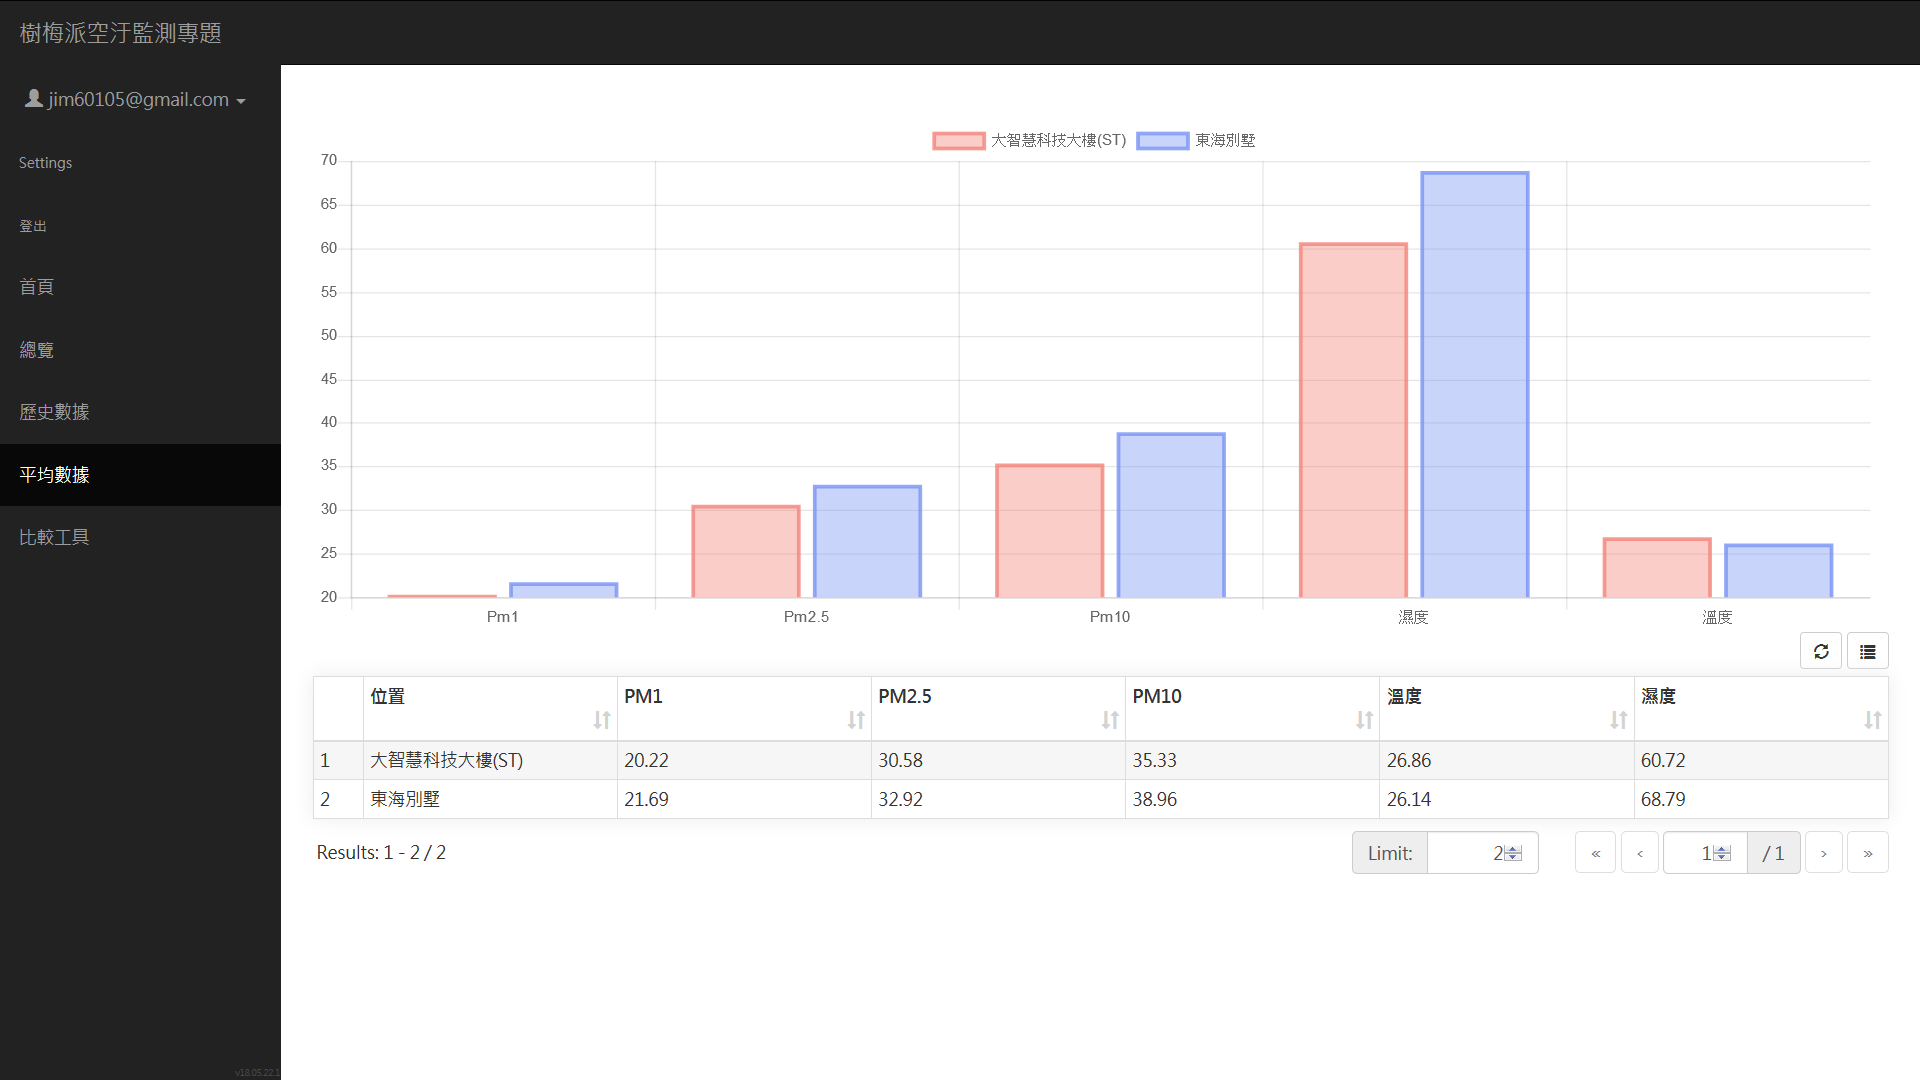 樹梅派空汙監測專題
jim60105@gmail.com
Settings
登出
首頁
總覽
歷史數據
平均數據
比較工具
v18.05.22.1
大智慧科技大樓(ST) 東海別墅
70
65
60
55
50
45
40
35
30
25
20
Pm1 Pm2.5 Pm10 濕度 溫度
位置 PM1 PM2.5 PM10 溫度 濕度
1 大智慧科技大樓(ST) 20.22 30.58 35.33 26.86 60.72
2 東海別墅 21.69 32.92 38.96 26.14 68.79
Results: 1 - 2 / 2 Limit: 2 « ‹ 1 / 1 › »